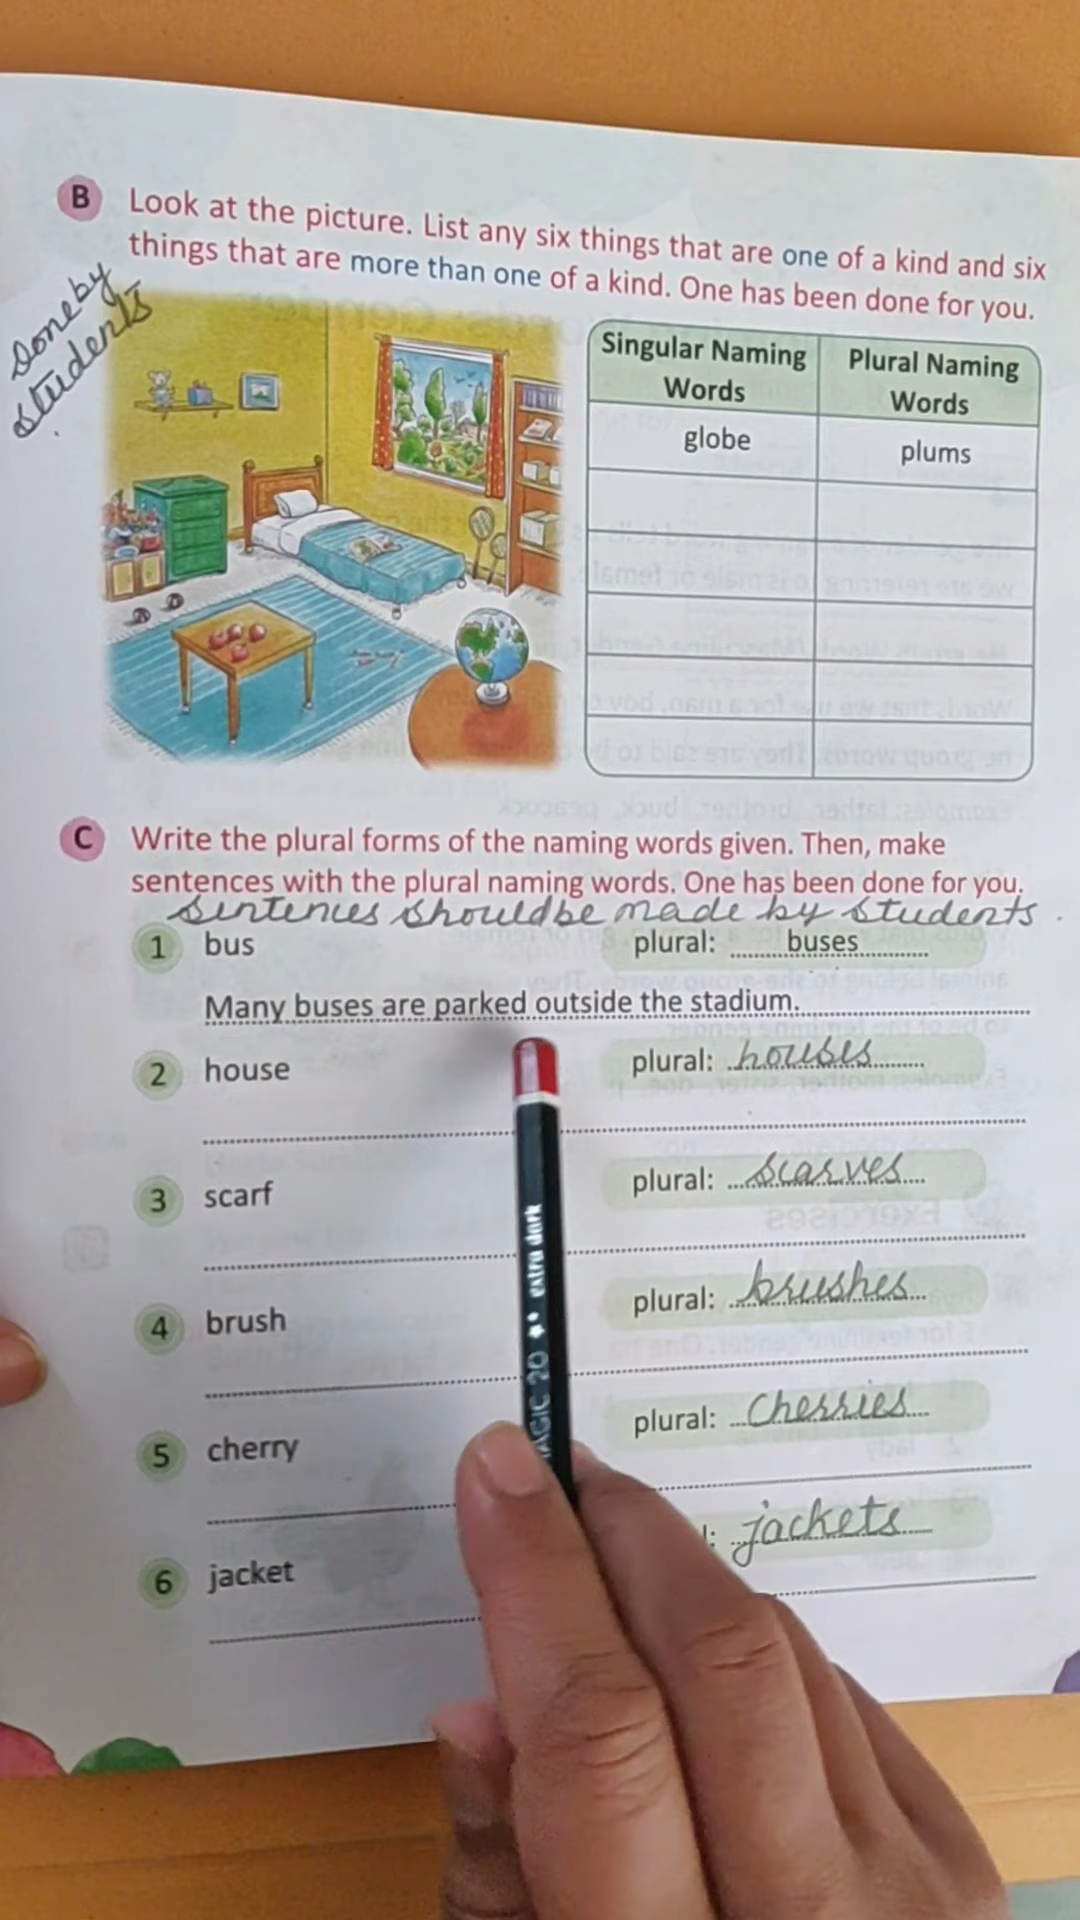 B Look at the picture. List any six things that are one of a kind and six
things that are more than one of a kind. One has been done for you.
Done by
students
Singular Naming Words Plural Naming Words
globe plums
C Write the plural forms of the naming words given. Then, make
sentences with the plural naming words. One has been done for you.
sentences should be made by students.
1 bus plural: buses
Many buses are parked outside the stadium.
2 house plural: houses
3 scarf plural: scarves
4 brush plural: brushes
5 cherry plural: cherries
6 jacket jackets
MAGIC 20 extra dark